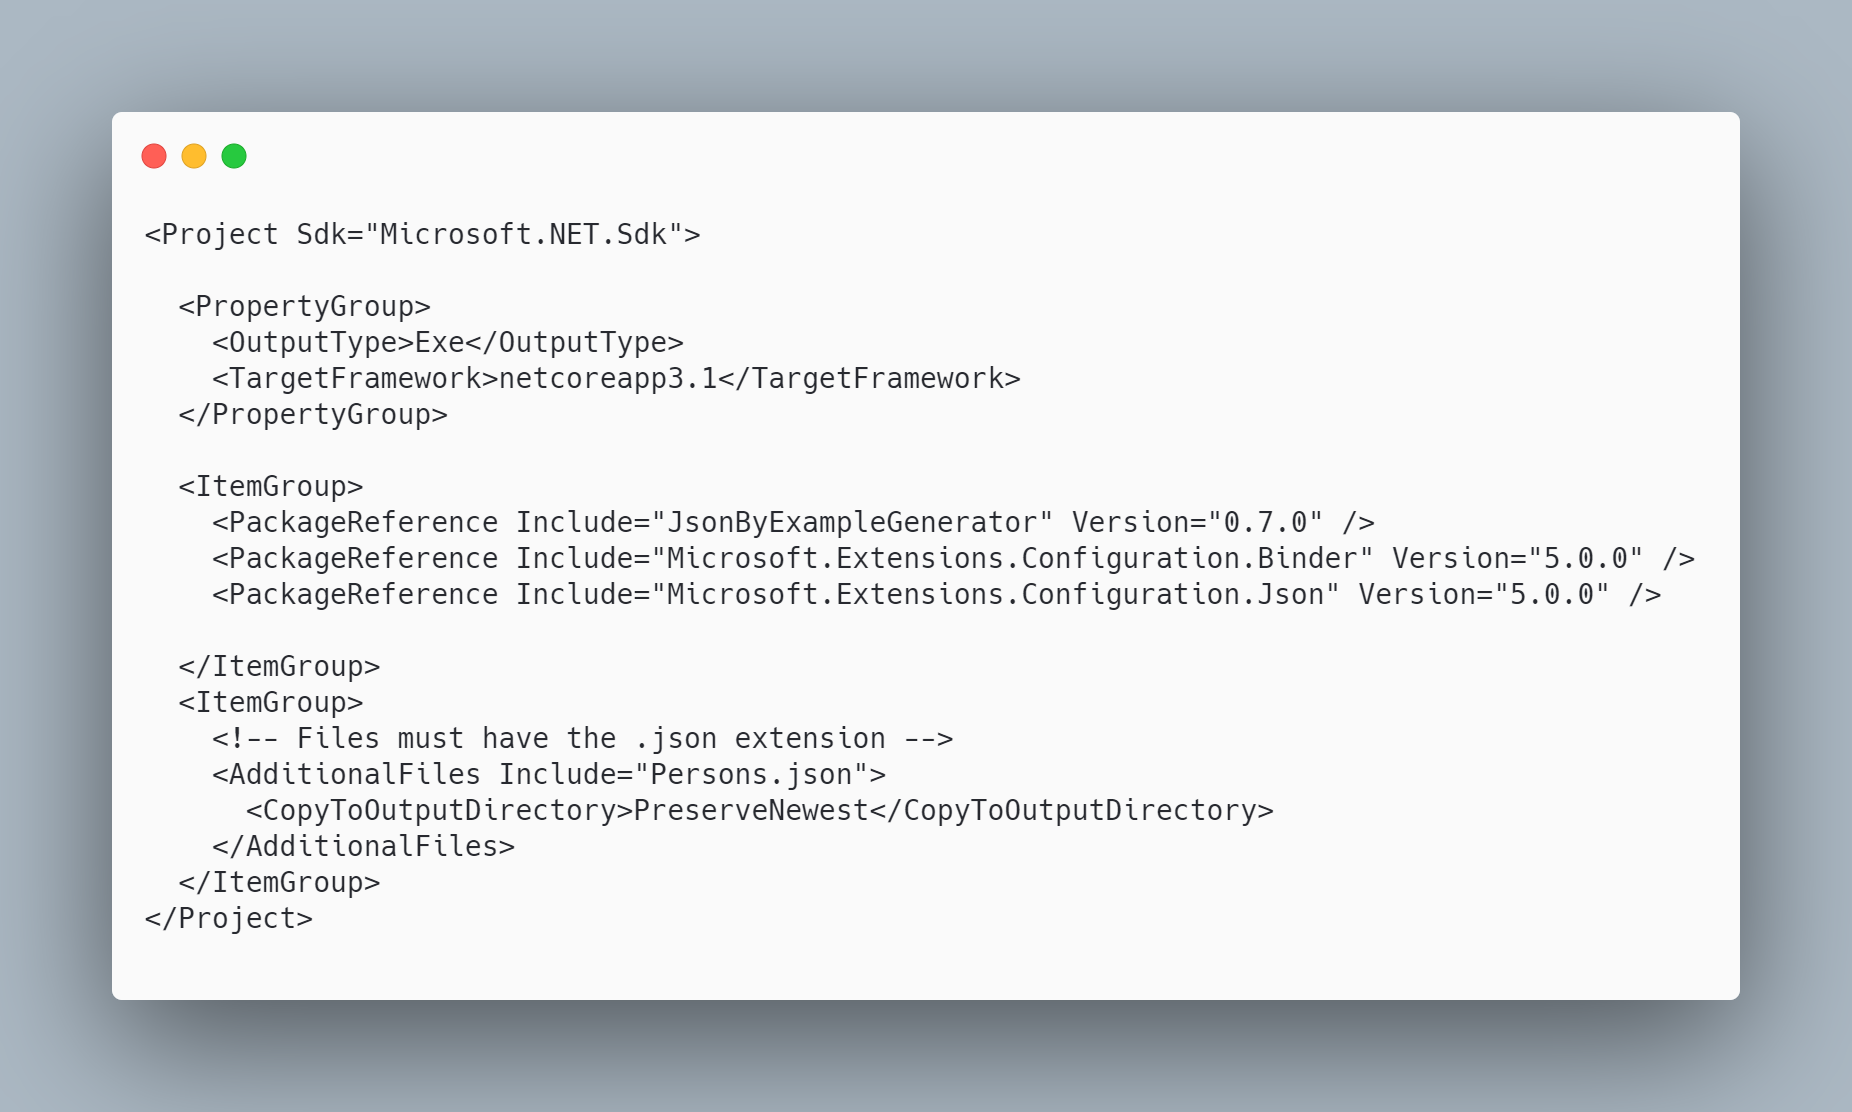 <Project Sdk="Microsoft.NET.Sdk">
  <PropertyGroup>
    <OutputType>Exe</OutputType>
    <TargetFramework>netcoreapp3.1</TargetFramework>
  </PropertyGroup>
  <ItemGroup>
    <PackageReference Include="JsonByExampleGenerator" Version="0.7.0" />
    <PackageReference Include="Microsoft.Extensions.Configuration.Binder" Version="5.0.0" />
    <PackageReference Include="Microsoft.Extensions.Configuration.Json" Version="5.0.0" />
  </ItemGroup>
  <ItemGroup>
    <!-- Files must have the .json extension -->
    <AdditionalFiles Include="Persons.json">
      <CopyToOutputDirectory>PreserveNewest</CopyToOutputDirectory>
    </AdditionalFiles>
  </ItemGroup>
</Project>